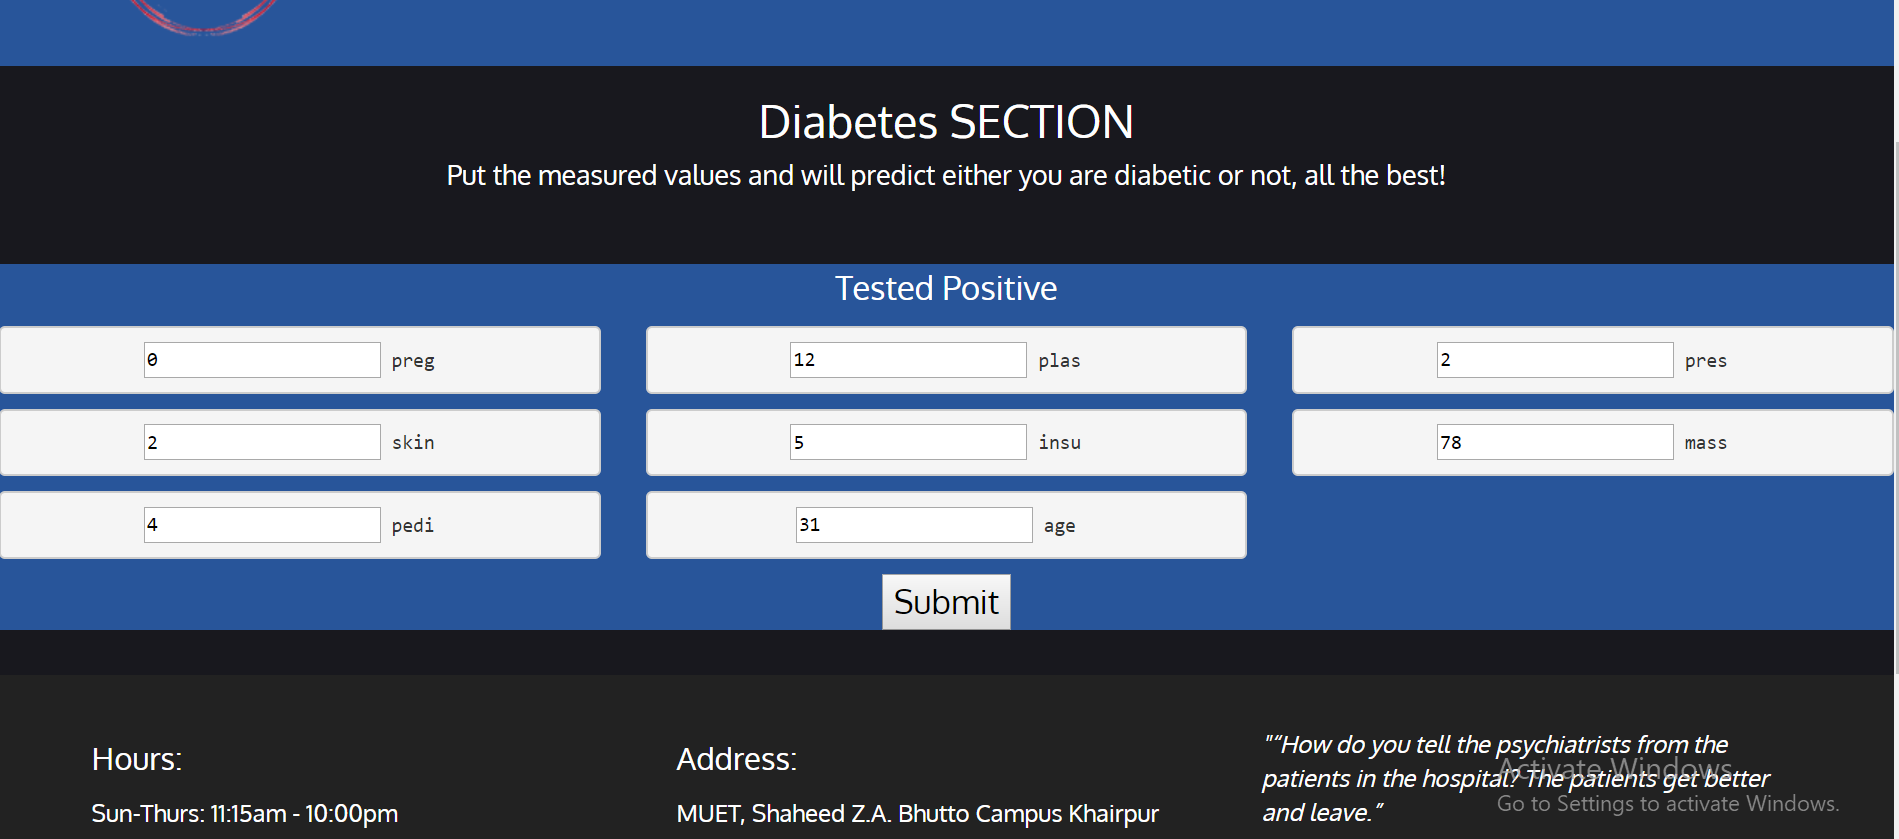 Diabetes SECTION
Put the measured values and will predict either you are diabetic or not, all the best!
Tested Positive
0 preg
12 plas
2 pres
2 skin
5 insu
78 mass
4 pedi
31 age
Submit
Hours:
Sun-Thurs: 11:15am - 10:00pm
Address:
MUET, Shaheed Z.A. Bhutto Campus Khairpur
"“How do you tell the psychiatrists from the
patients in the hospital? The patients get better
and leave.”
Activate Windows
Go to Settings to activate Windows.